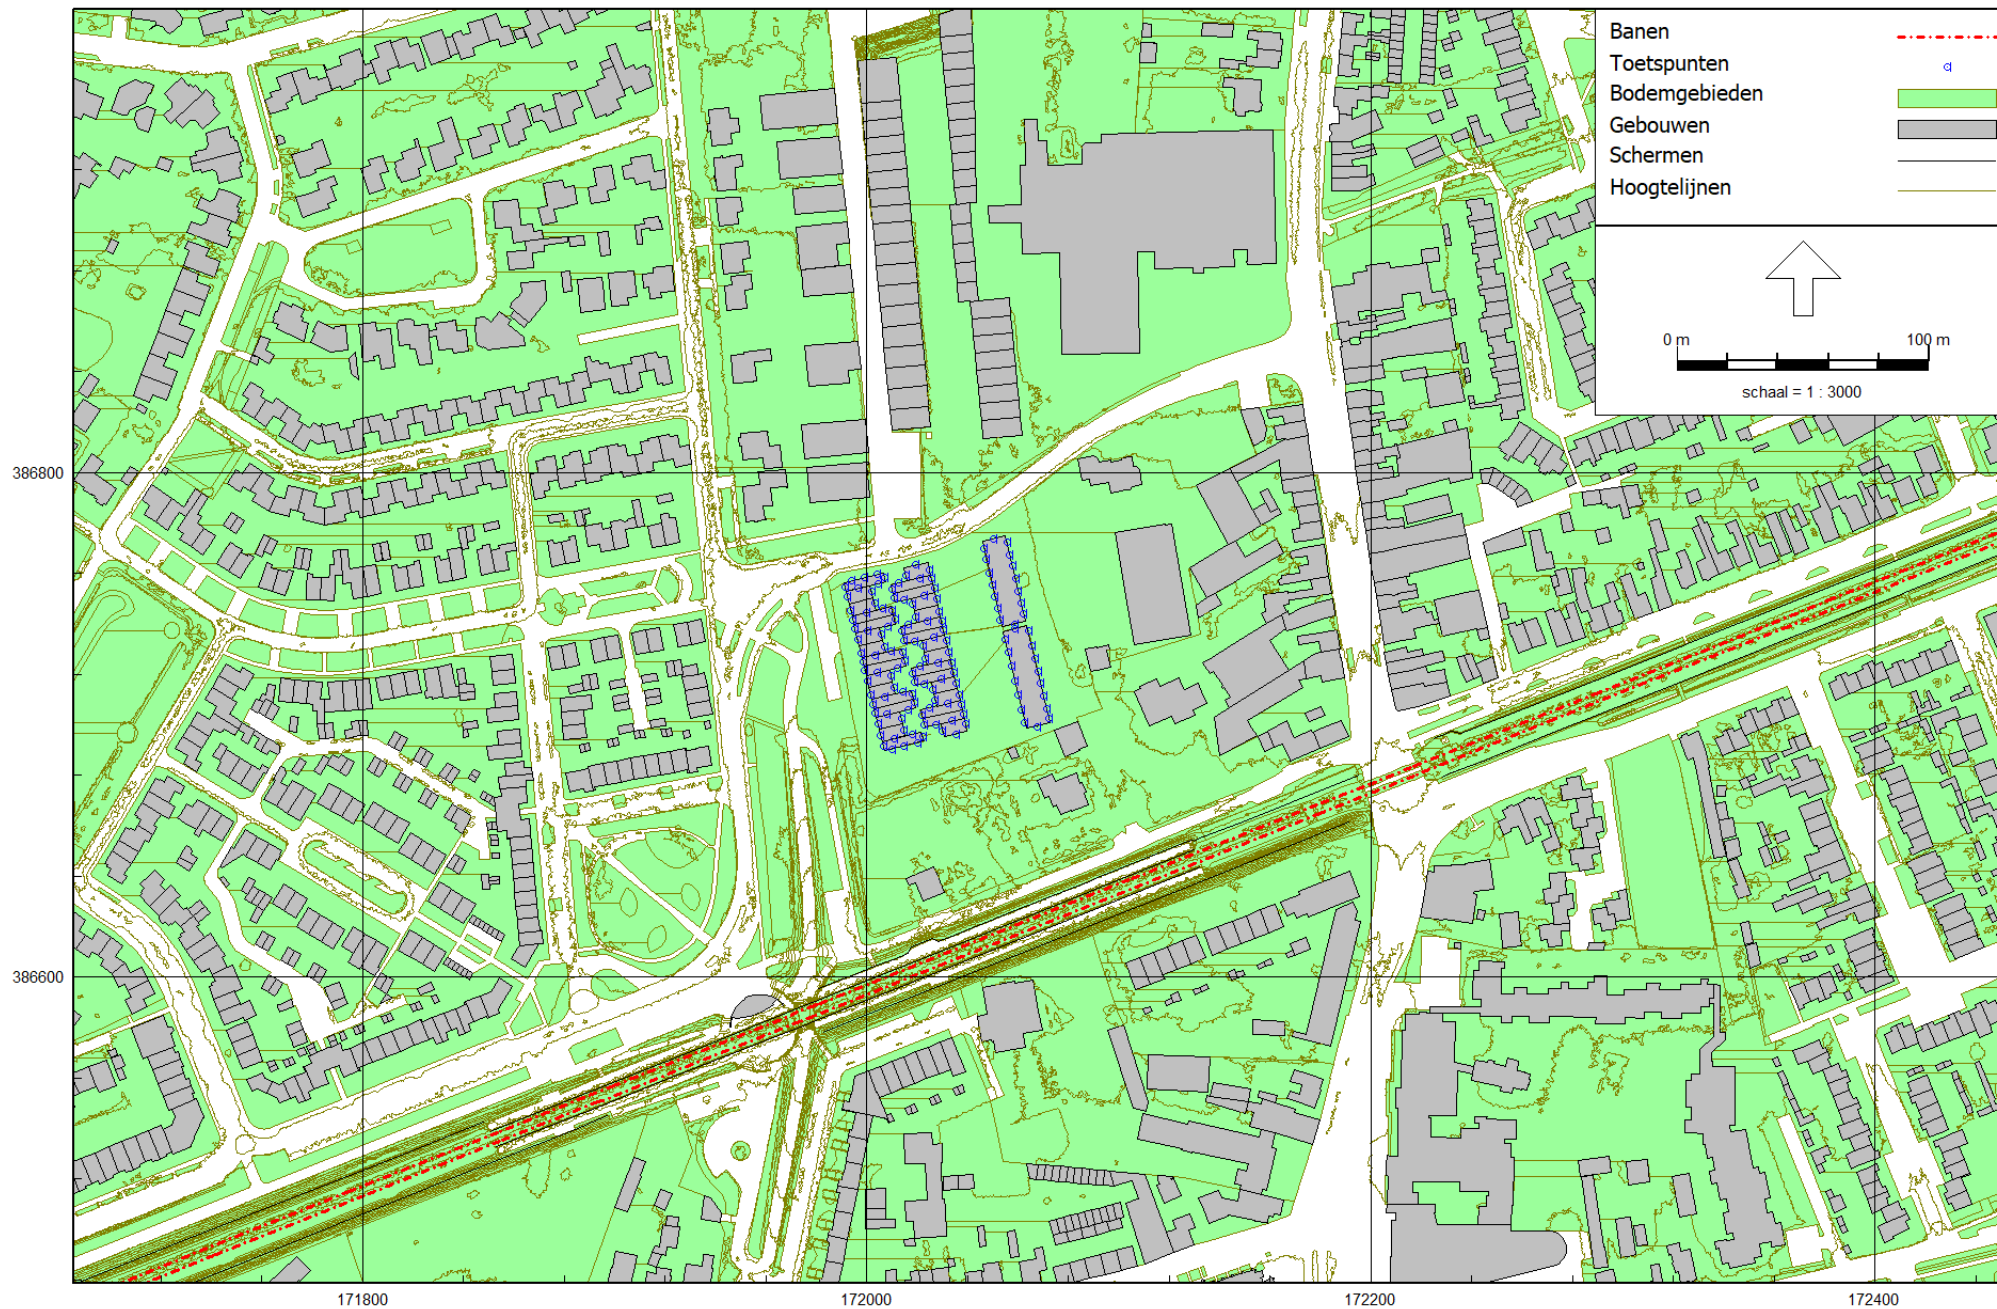 Banen
Toetspunten
Bodemgebieden
Gebouwen
Schermen
Hoogtelijnen
0 m 100 m
schaal = 1 : 3000
386800
386600
171800 172000 172200 172400